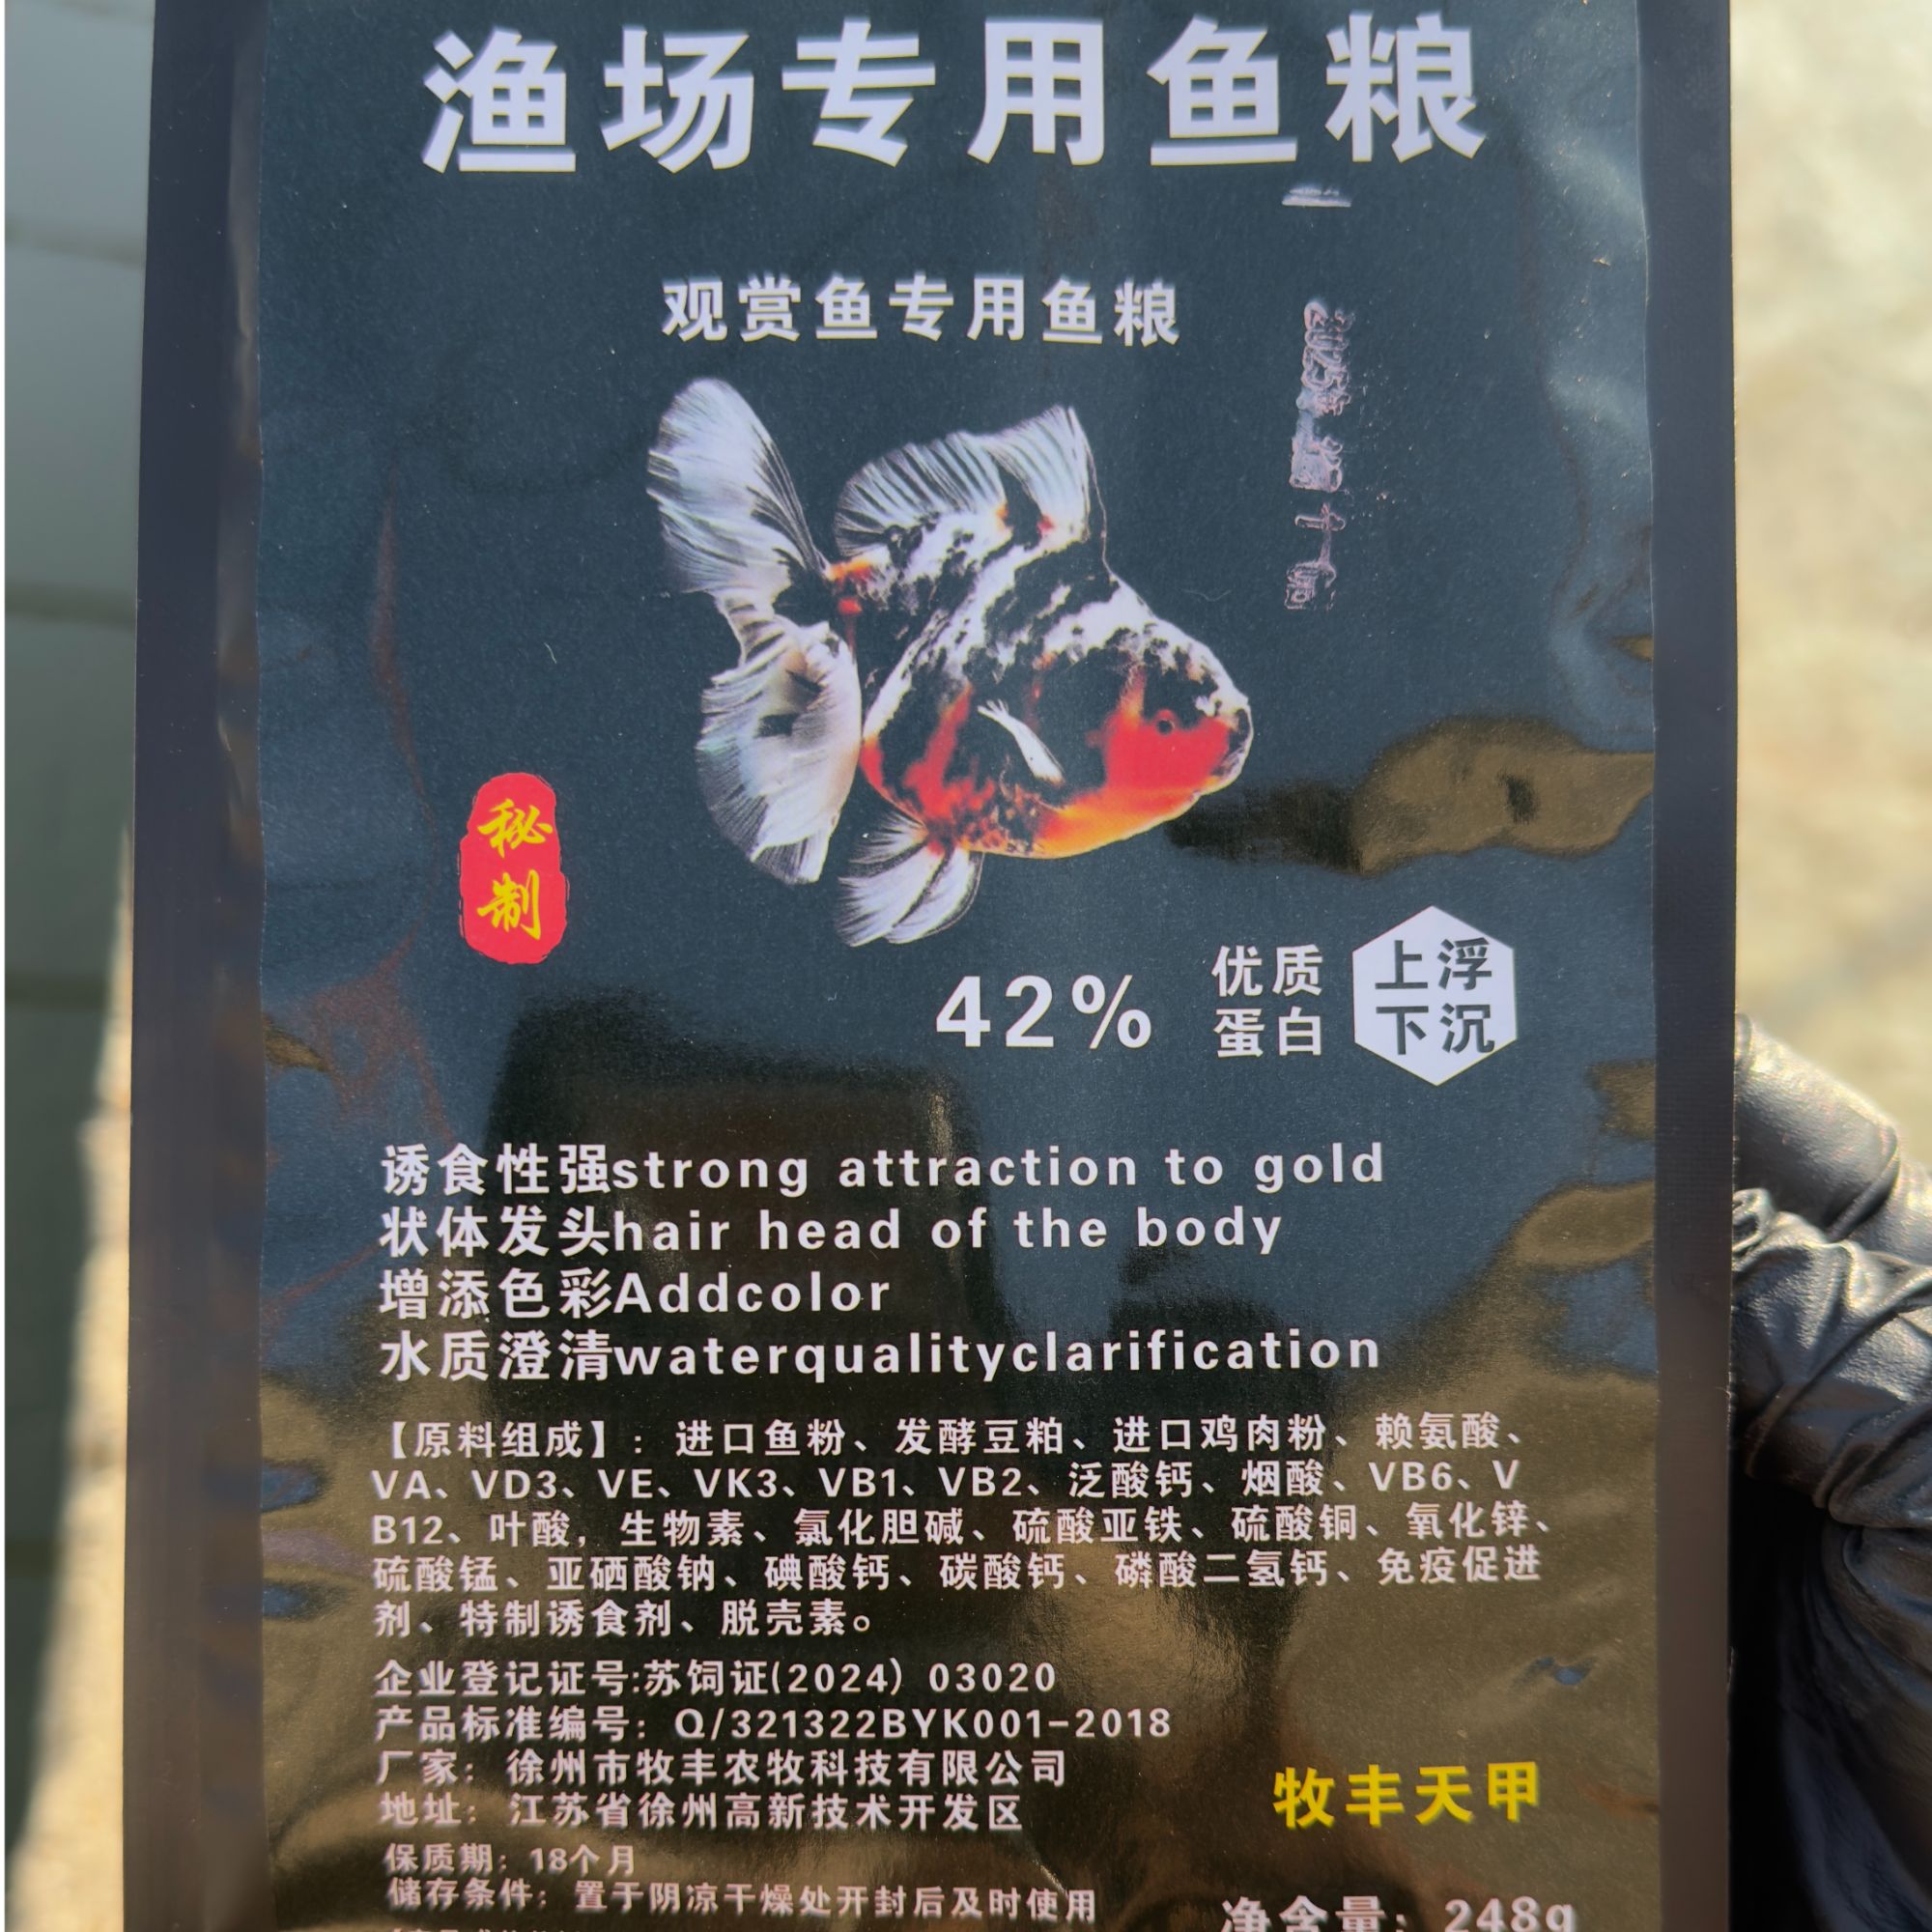 渔场专用鱼粮
观赏鱼专用鱼粮
秘制
42%
优质
蛋白
上浮
下沉
诱食性强strong attraction to gold
状体发头hair head of the body
增添色彩Addcolor
水质澄清waterqualityclarification
【原料组成】：进口鱼粉、发酵豆粕、进口鸡肉粉、赖氨酸、
VA、VD3、VE、VK3、VB1、VB2、泛酸钙、烟酸、VB6、V
B12、叶酸，生物素、氯化胆碱、硫酸亚铁、硫酸铜、氧化锌、
硫酸锰、亚硒酸钠、碘酸钙、碳酸钙、磷酸二氢钙、免疫促进
剂、特制诱食剂、脱壳素。
企业登记证号:苏饲证(2024) 03020
产品标准编号：Q/321322BYK001-2018
厂家：徐州市牧丰农牧科技有限公司
地址：江苏省徐州高新技术开发区
牧丰天甲
保质期：18个月
储存条件：置于阴凉干燥处开封后及时使用
净含量：248g